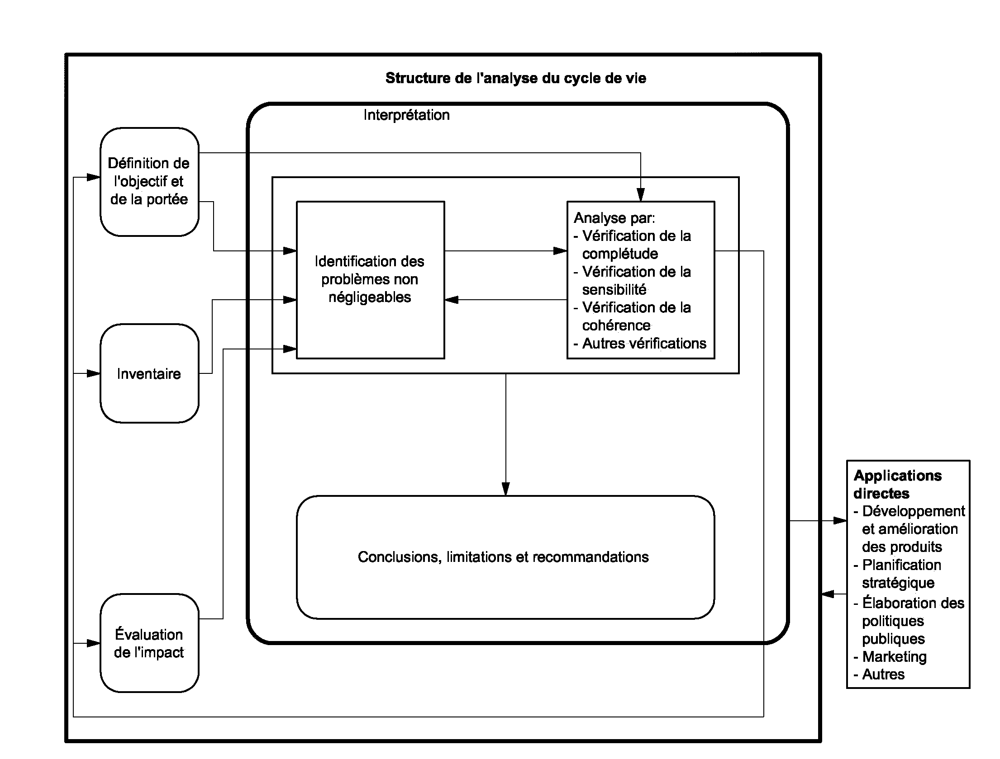 Structure de l'analyse du cycle de vie
Interprétation
Définition de
l'objectif et
de la portée
Identification des
problèmes non
négligeables
Analyse par:
- Vérification de la
complétude
- Vérification de la
sensibilité
- Vérification de la
cohérence
- Autres vérifications
Inventaire
Conclusions, limitations et recommandations
Évaluation
de l'impact
Applications
directes
- Développement
et amélioration
des produits
- Planification
stratégique
- Élaboration des
politiques
publiques
- Marketing
- Autres